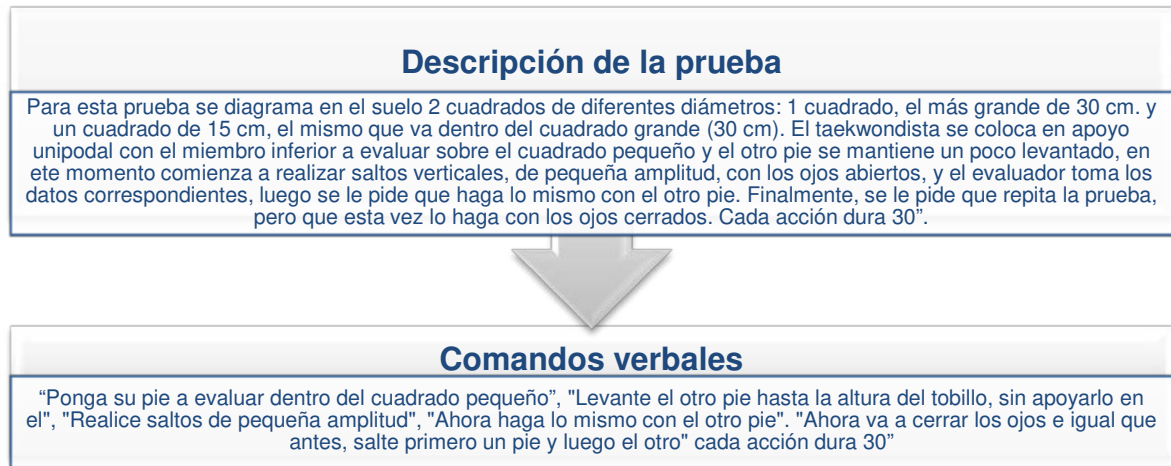 Descripción de la prueba
Para esta prueba se diagrama en el suelo 2 cuadrados de diferentes diámetros: 1 cuadrado, el más grande de 30 cm. y
un cuadrado de 15 cm, el mismo que va dentro del cuadrado grande (30 cm). El taekwondista se coloca en apoyo
unipodal con el miembro inferior a evaluar sobre el cuadrado pequeño y el otro pie se mantiene un poco levantado, en
ete momento comienza a realizar saltos verticales, de pequeña amplitud, con los ojos abiertos, y el evaluador toma los
datos correspondientes, luego se le pide que haga lo mismo con el otro pie. Finalmente, se le pide que repita la prueba,
pero que esta vez lo haga con los ojos cerrados. Cada acción dura 30”.
Comandos verbales
“Ponga su pie a evaluar dentro del cuadrado pequeño”, "Levante el otro pie hasta la altura del tobillo, sin apoyarlo en
el", "Realice saltos de pequeña amplitud", "Ahora haga lo mismo con el otro pie". "Ahora va a cerrar los ojos e igual que
antes, salte primero un pie y luego el otro" cada acción dura 30”